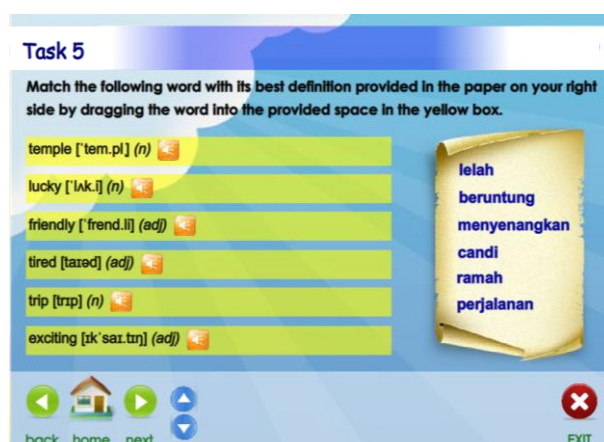 Task 5
Match the following word with its best definition provided in the paper on your right
side by dragging the word into the provided space in the yellow box.
temple [ˈtem.pl] (n)
lucky [ˈlʌk.i] (n)
friendly [ˈfrend.li] (adj)
tired [taɪəd] (adj)
trip [trɪp] (n)
exciting [ɪkˈsaɪ.tɪŋ] (adj)
lelah
beruntung
menyenangkan
candi
ramah
perjalanan
back home next
EXIT